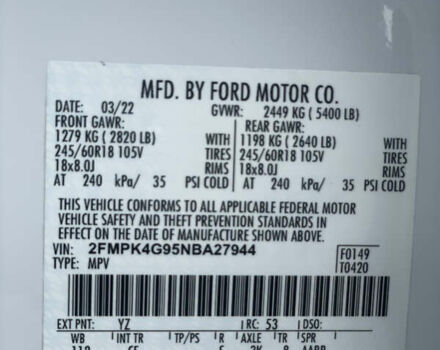 MFD. BY FORD MOTOR CO.
DATE: 03/22 GVWR: 2449 KG ( 5400 LB)
FRONT GAWR: REAR GAWR:
1279 KG ( 2820 LB) WITH 1198 KG ( 2640 LB) WITH
245/60R18 105V TIRES 245/60R18 105V TIRES
18x8.0J RIMS 18x8.0J RIMS
AT 240 kPa/ 35 PSI COLD AT 240 kPa/ 35 PSI COLD
THIS VEHICLE CONFORMS TO ALL APPLICABLE FEDERAL MOTOR
VEHICLE SAFETY AND THEFT PREVENTION STANDARDS IN
EFFECT ON THE DATE OF MANUFACTURE SHOWN ABOVE.
VIN: 2FMPK4G95NBA27944 F0149
TYPE: MPV T0420
EXT PNT: YZ RC: 53 DSO:
WB INT TR TP/PS R AXLE TR SPR